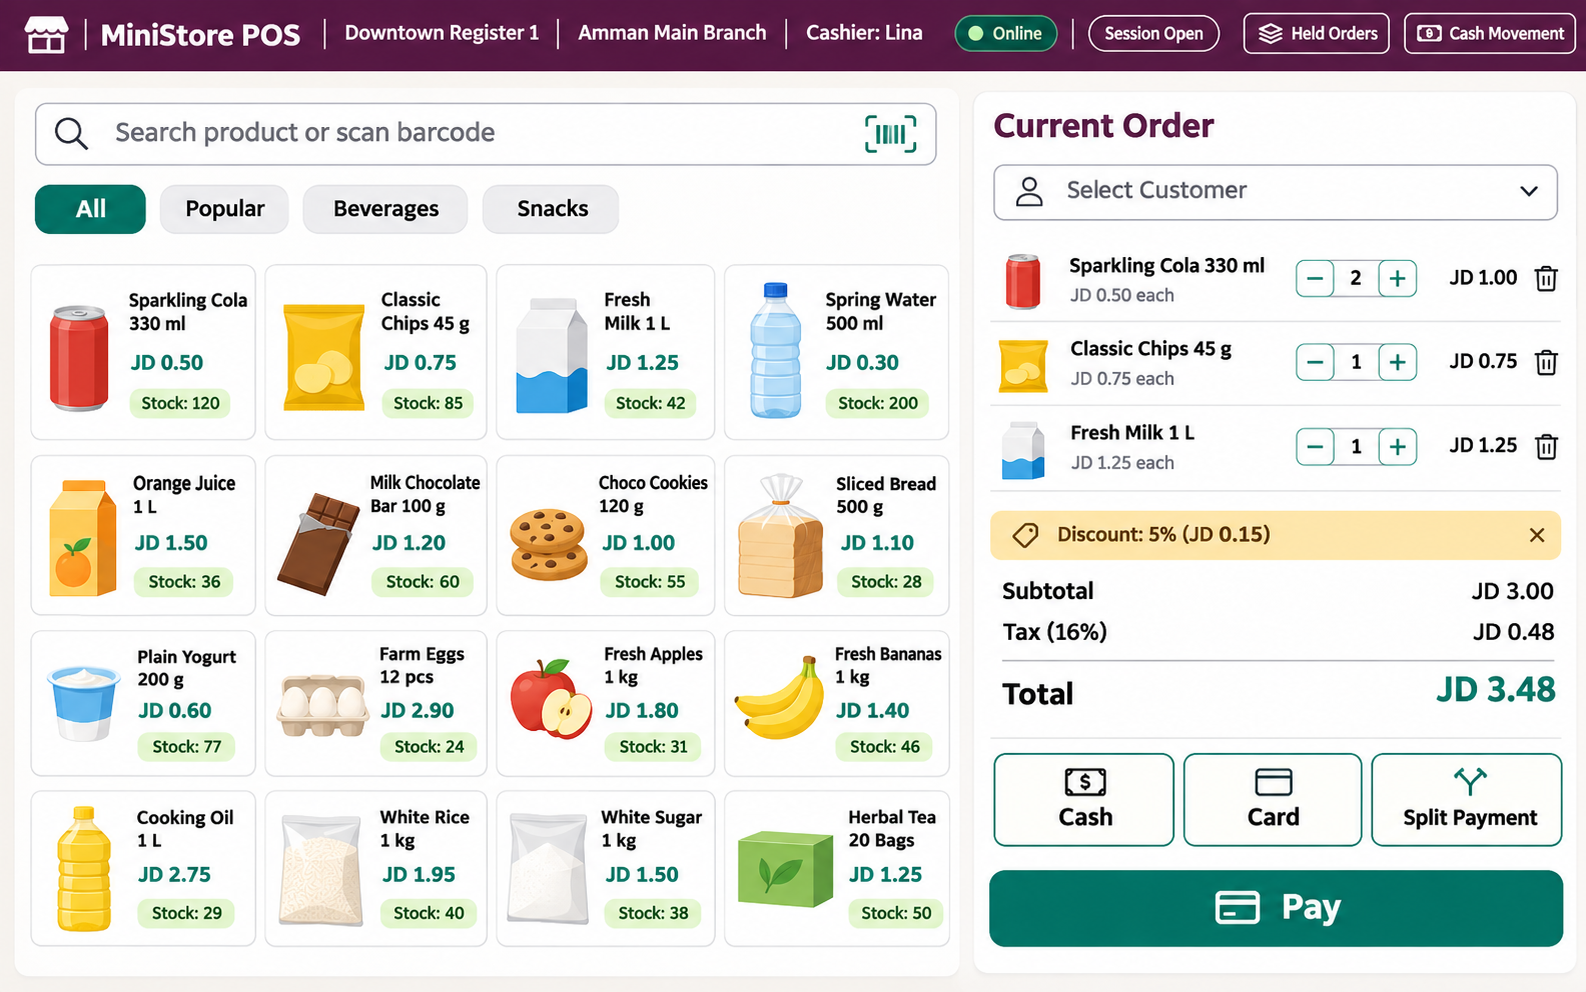 MiniStore POS
Downtown Register 1
Amman Main Branch
Cashier: Lina
Online
Session Open
Held Orders
Cash Movement
Search product or scan barcode
All
Popular
Beverages
Snacks
Sparkling Cola
330 ml
JD 0.50
Stock: 120
Classic
Chips 45 g
JD 0.75
Stock: 85
Fresh
Milk 1 L
JD 1.25
Stock: 42
Spring Water
500 ml
JD 0.30
Stock: 200
Orange Juice
1 L
JD 1.50
Stock: 36
Milk Chocolate
Bar 100 g
JD 1.20
Stock: 60
Choco Cookies
120 g
JD 1.00
Stock: 55
Sliced Bread
500 g
JD 1.10
Stock: 28
Plain Yogurt
200 g
JD 0.60
Stock: 77
Farm Eggs
12 pcs
JD 2.90
Stock: 24
Fresh Apples
1 kg
JD 1.80
Stock: 31
Fresh Bananas
1 kg
JD 1.40
Stock: 46
Cooking Oil
1 L
JD 2.75
Stock: 29
White Rice
1 kg
JD 1.95
Stock: 40
White Sugar
1 kg
JD 1.50
Stock: 38
Herbal Tea
20 Bags
JD 1.25
Stock: 50
Current Order
Select Customer
Sparkling Cola 330 ml
JD 0.50 each
− 2 +
JD 1.00
Classic Chips 45 g
JD 0.75 each
− 1 +
JD 0.75
Fresh Milk 1 L
JD 1.25 each
− 1 +
JD 1.25
Discount: 5% (JD 0.15)
Subtotal JD 3.00
Tax (16%) JD 0.48
Total JD 3.48
Cash
Card
Split Payment
Pay